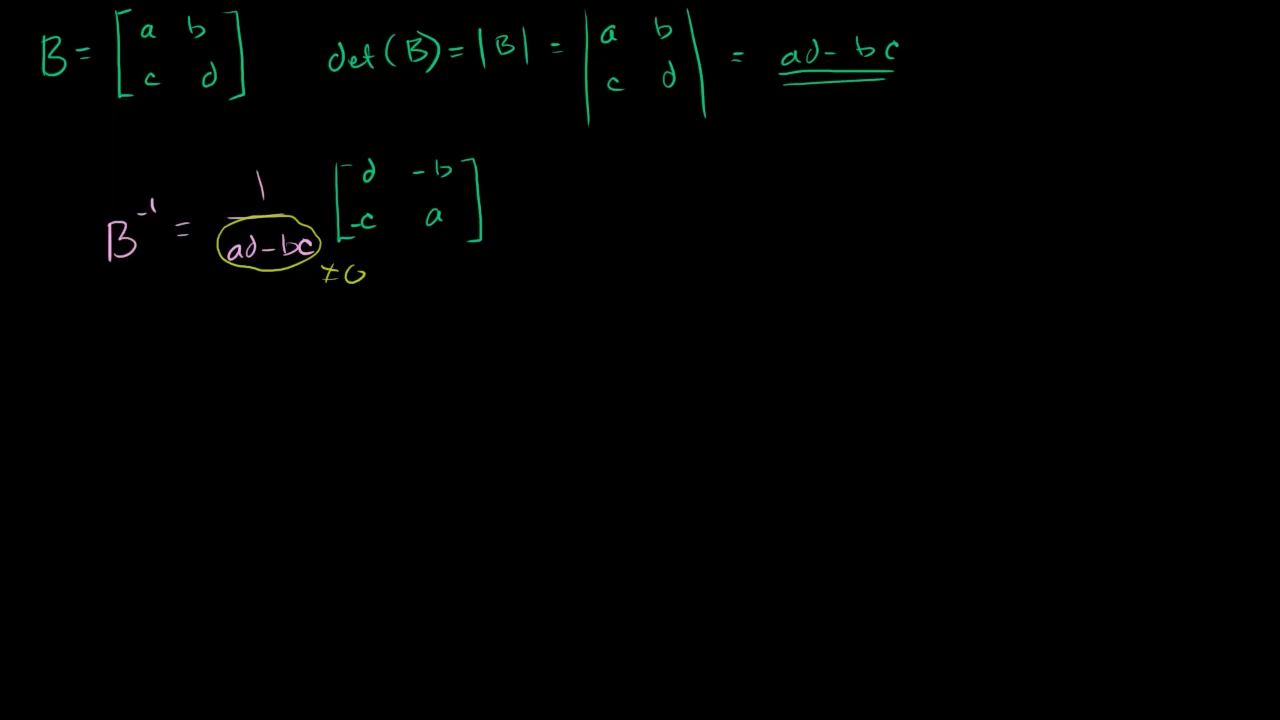 B = [ a b ; c d ] det(B) = |B| = | a b ; c d | = ad - bc
B⁻¹ = 1/(ad - bc) [ d -b ; -c a ]
≠ 0